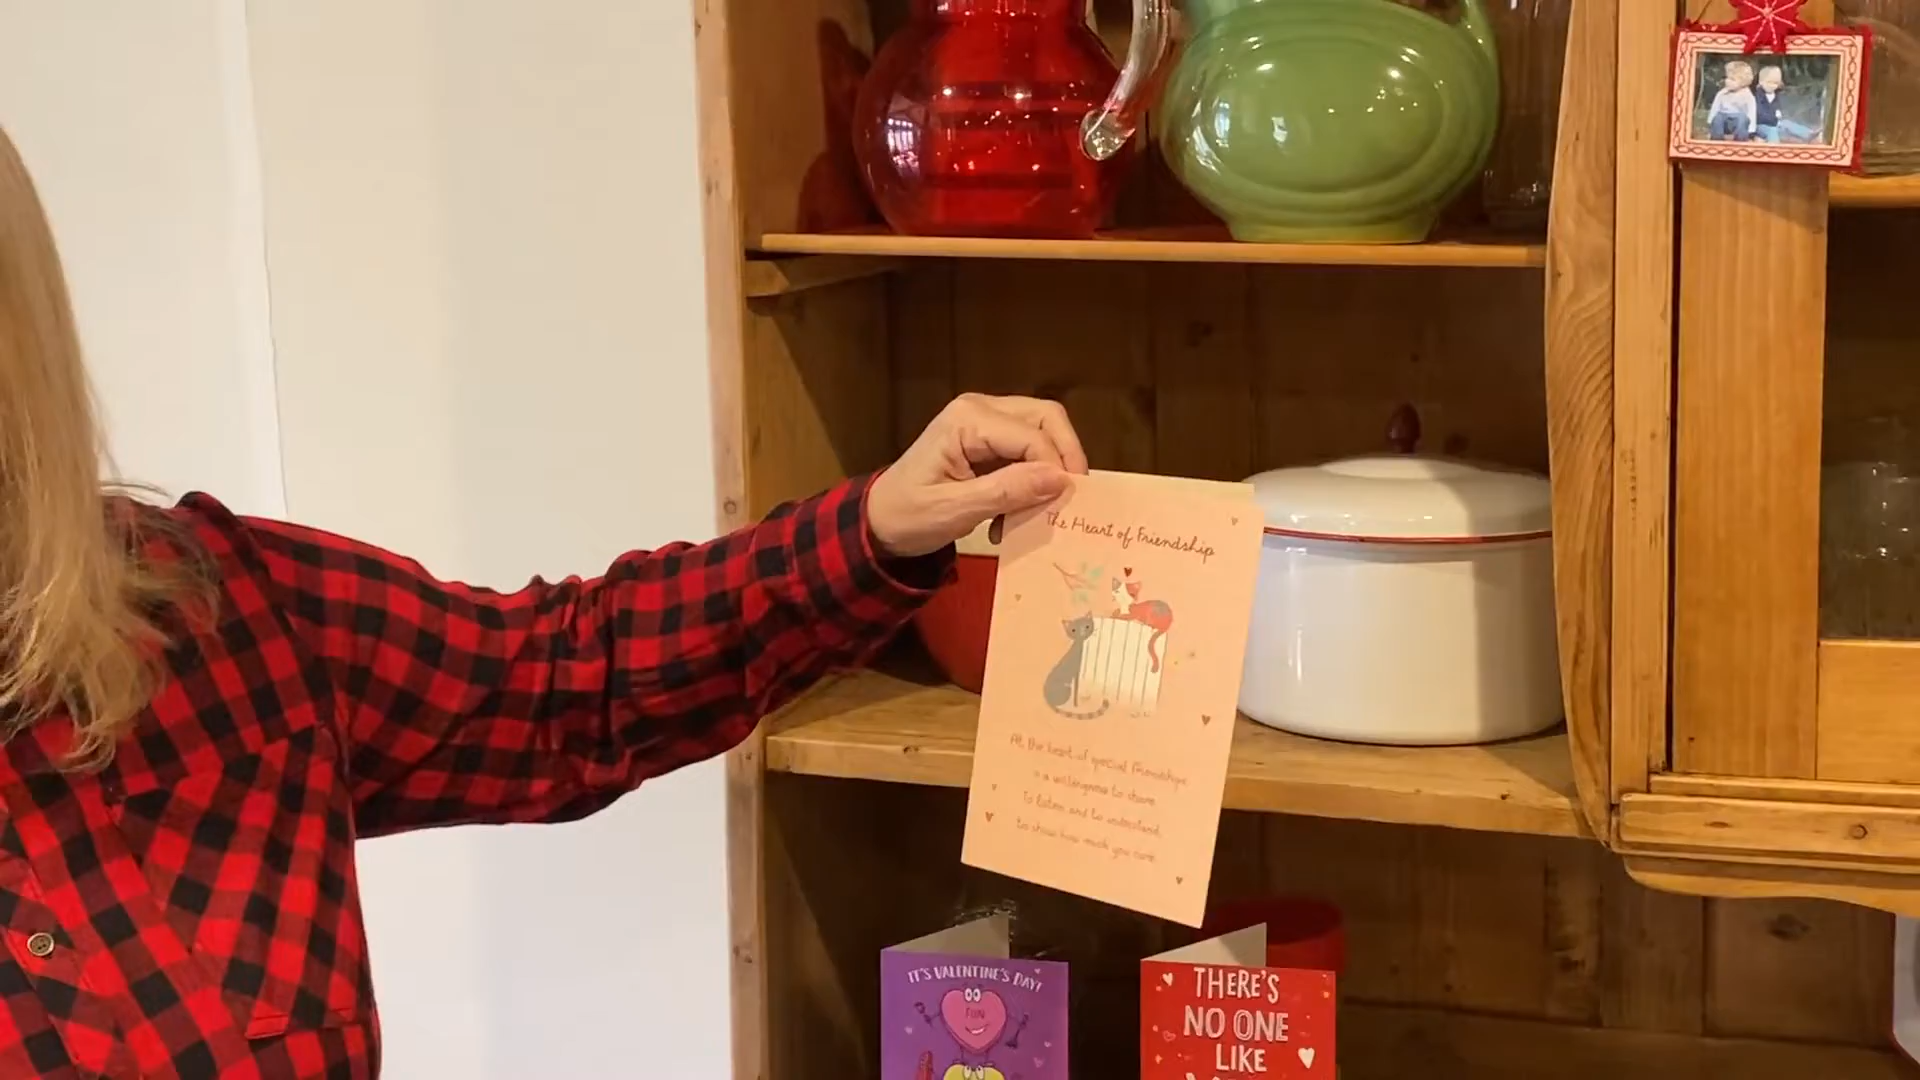 The Heart of Friendship
At the heart of special friendships
is a willingness to share
To listen and to understand,
to show how much you care
IT'S VALENTINE'S DAY!
FUN
THERE'S
NO ONE
LIKE